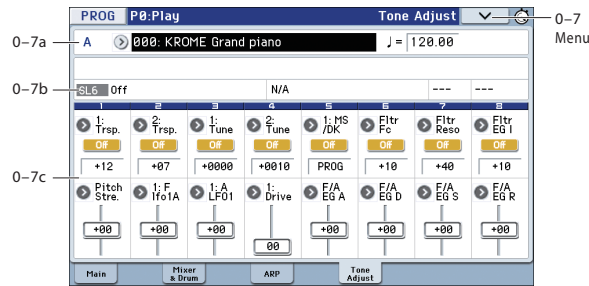 PROG P0:Play Tone Adjust
0–7 Menu
0–7a
A 000: KROME Grand piano ♩= 120.00
0–7b
SL6 Off N/A --- ---
1 2 3 4 5 6 7 8
1: Trsp. 2: Trsp. 1: Tune 2: Tune 1: MS /DK Fltr Fc Fltr Reso Fltr EG I
Off Off Off Off Off Off Off Off
+12 +07 +0000 +0010 PROG +10 +40 +10
0–7c
Pitch Stre. 1: F lfo1A 1: A LFO1 1: Drive F/A EG A F/A EG D F/A EG S F/A EG R
+00 +00 +00 00 +00 +00 +00 +00
Main Mixer & Drum ARP Tone Adjust